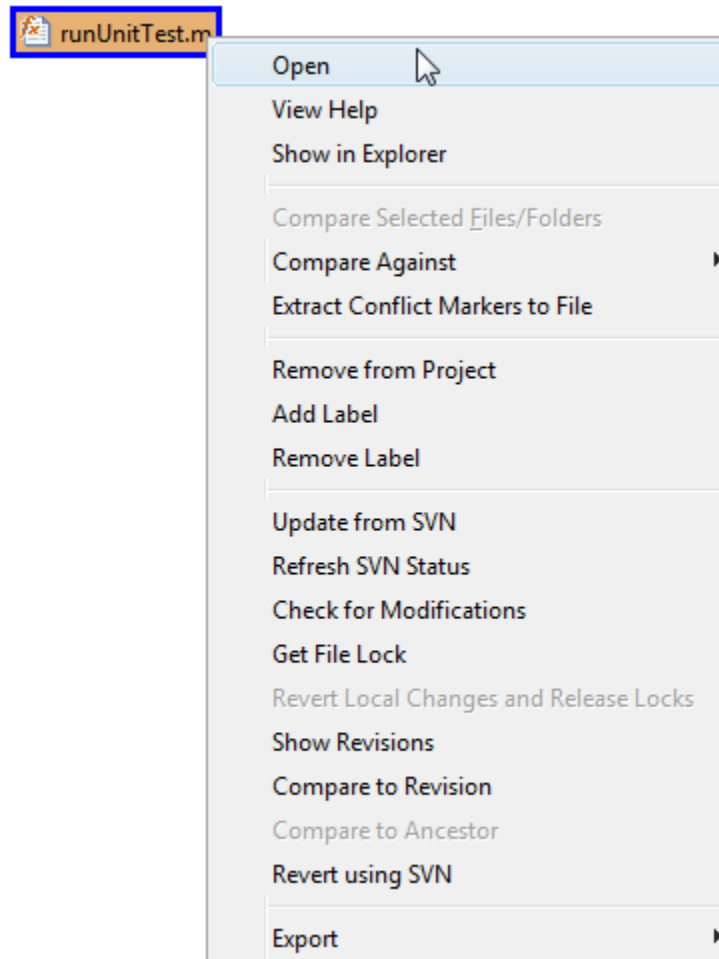 runUnitTest.m
Open
View Help
Show in Explorer
Compare Selected Files/Folders
Compare Against
Extract Conflict Markers to File
Remove from Project
Add Label
Remove Label
Update from SVN
Refresh SVN Status
Check for Modifications
Get File Lock
Revert Local Changes and Release Locks
Show Revisions
Compare to Revision
Compare to Ancestor
Revert using SVN
Export